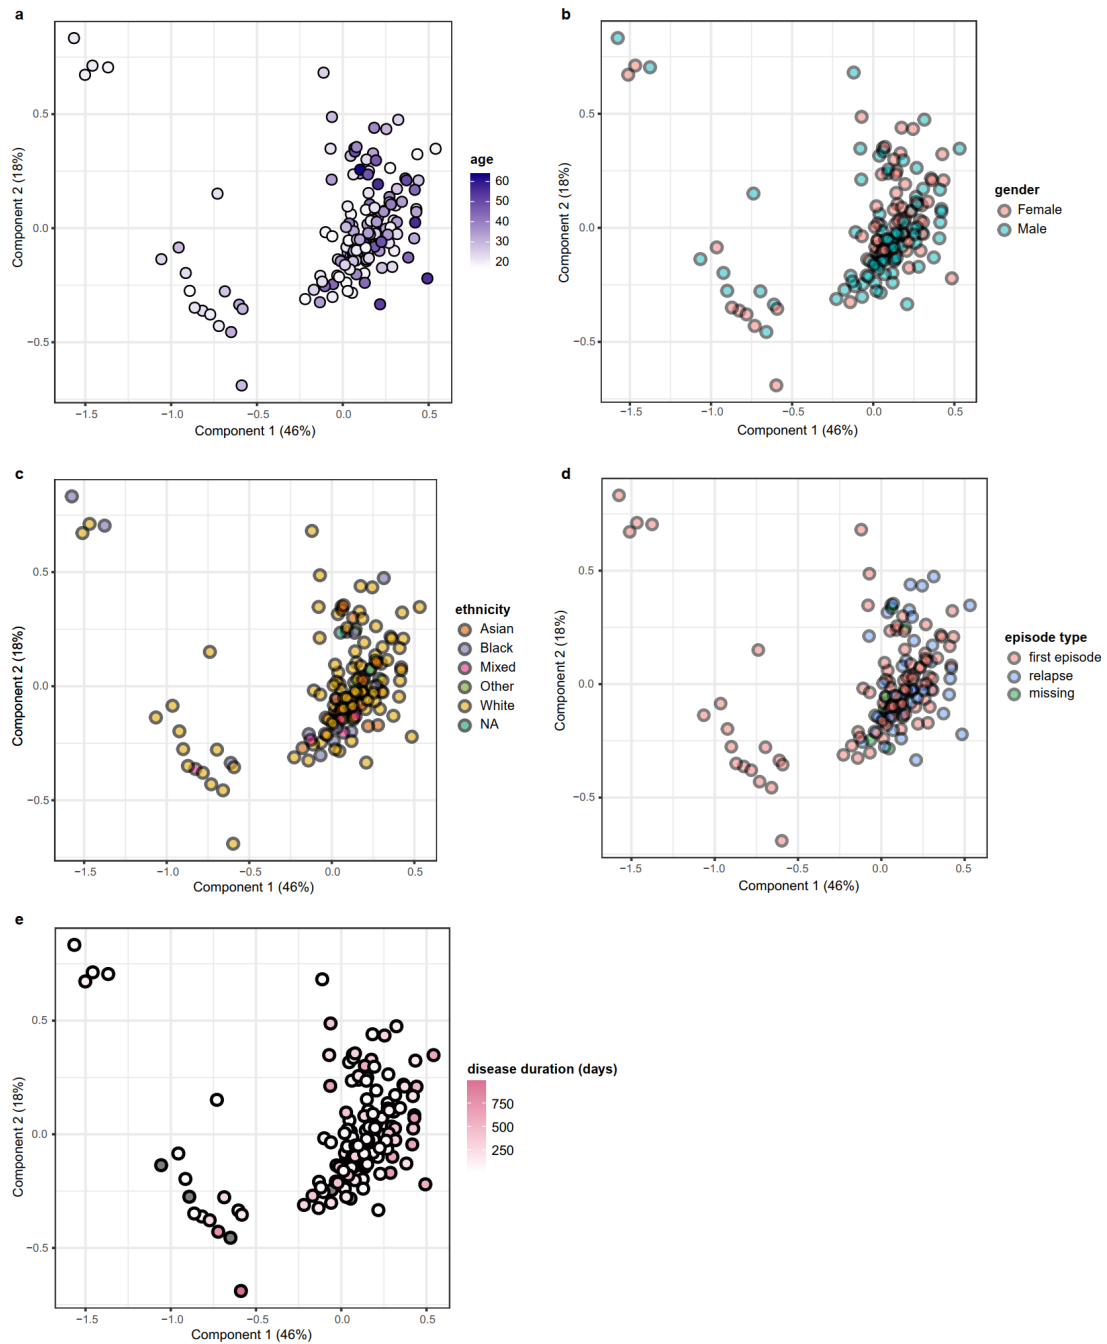 a
0.5
0.0
−0.5
−1.5
−1.0
−0.5
0.0
0.5
Component 1 (46%)
Component 2 (18%)
age
60
50
40
30
20
b
0.5
0.0
−0.5
−1.5
−1.0
−0.5
0.0
0.5
Component 1 (46%)
Component 2 (18%)
gender
Female
Male
c
0.5
0.0
−0.5
−1.5
−1.0
−0.5
0.0
0.5
Component 1 (46%)
Component 2 (18%)
ethnicity
Asian
Black
Mixed
Other
White
NA
d
0.5
0.0
−0.5
−1.5
−1.0
−0.5
0.0
0.5
Component 1 (46%)
Component 2 (18%)
episode type
first episode
relapse
missing
e
0.5
0.0
−0.5
−1.5
−1.0
−0.5
0.0
0.5
Component 1 (46%)
Component 2 (18%)
disease duration (days)
750
500
250